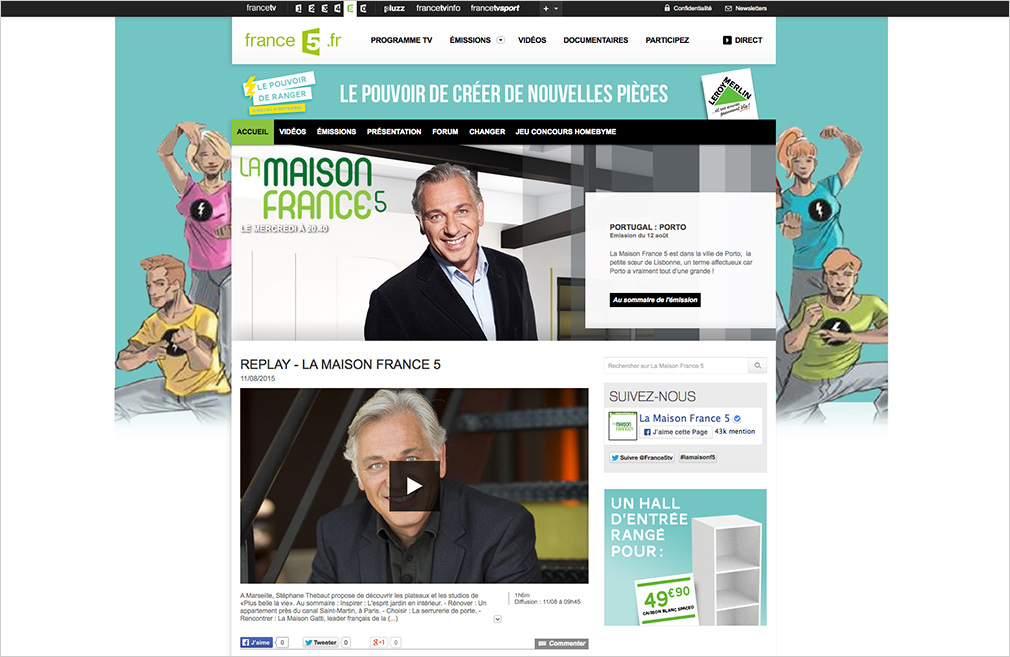 francetv 1 2 3 4 5 ô pluzz francetvinfo francetvsport + Confidentialité Newsletters
france 5 .fr PROGRAMME TV ÉMISSIONS VIDÉOS DOCUMENTAIRES PARTICIPEZ DIRECT
LE POUVOIR
DE RANGER
LE POUVOIR DE CRÉER DE NOUVELLES PIÈCES
LEROY MERLIN
ACCUEIL VIDÉOS ÉMISSIONS PRÉSENTATION FORUM CHANGER JEU CONCOURS HOMEBYME
LA MAISON
FRANCE 5
LE MERCREDI À 20.40
PORTUGAL : PORTO
Emission du 12 août
La Maison France 5 est dans la ville de Porto, la
petite sœur de Lisbonne, un terme affectueux car
Porto a vraiment tout d'une grande !
Au sommaire de l'émission
REPLAY - LA MAISON FRANCE 5
11/08/2015
A Marseille, Stéphane Thebaut propose de découvrir les plateaux et les studios de
«Plus belle la vie». Au sommaire : Inspirer : L'esprit jardin en intérieur. - Rénover : Un
appartement près du canal Saint-Martin, à Paris. - Choisir : La serrurerie de porte. -
Rencontrer : La Maison Gatti, leader français de la (...)
1h6m
Diffusion : 11/08 à 09h45
J'aime 0 Tweeter 0 g+1 0 Commenter
Rechercher sur La Maison France 5
SUIVEZ-NOUS
LA MAISON
FRANCE 5
La Maison France 5
J'aime cette Page 43k mention
Suivre @France5tv #lamaisonf5
UN HALL
D'ENTRÉE
RANGÉ
POUR :
49€90
CAISSON BLANC SPACEO